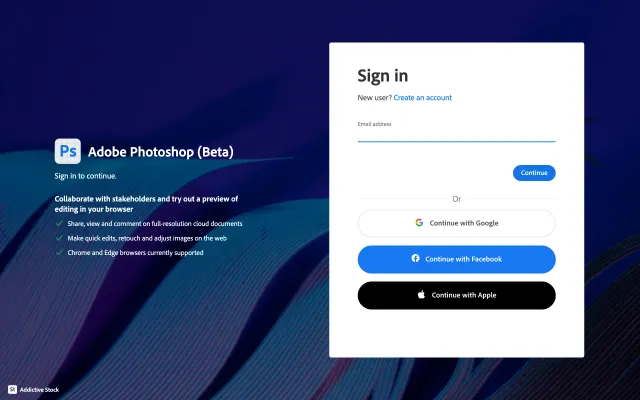 Ps Adobe Photoshop (Beta)
Sign in to continue.
Collaborate with stakeholders and try out a preview of
editing in your browser
Share, view and comment on full-resolution cloud documents
Make quick edits, retouch and adjust images on the web
Chrome and Edge browsers currently supported
St Addictive Stock
Sign in
New user? Create an account
Email address
Continue
Or
Continue with Google
Continue with Facebook
Continue with Apple